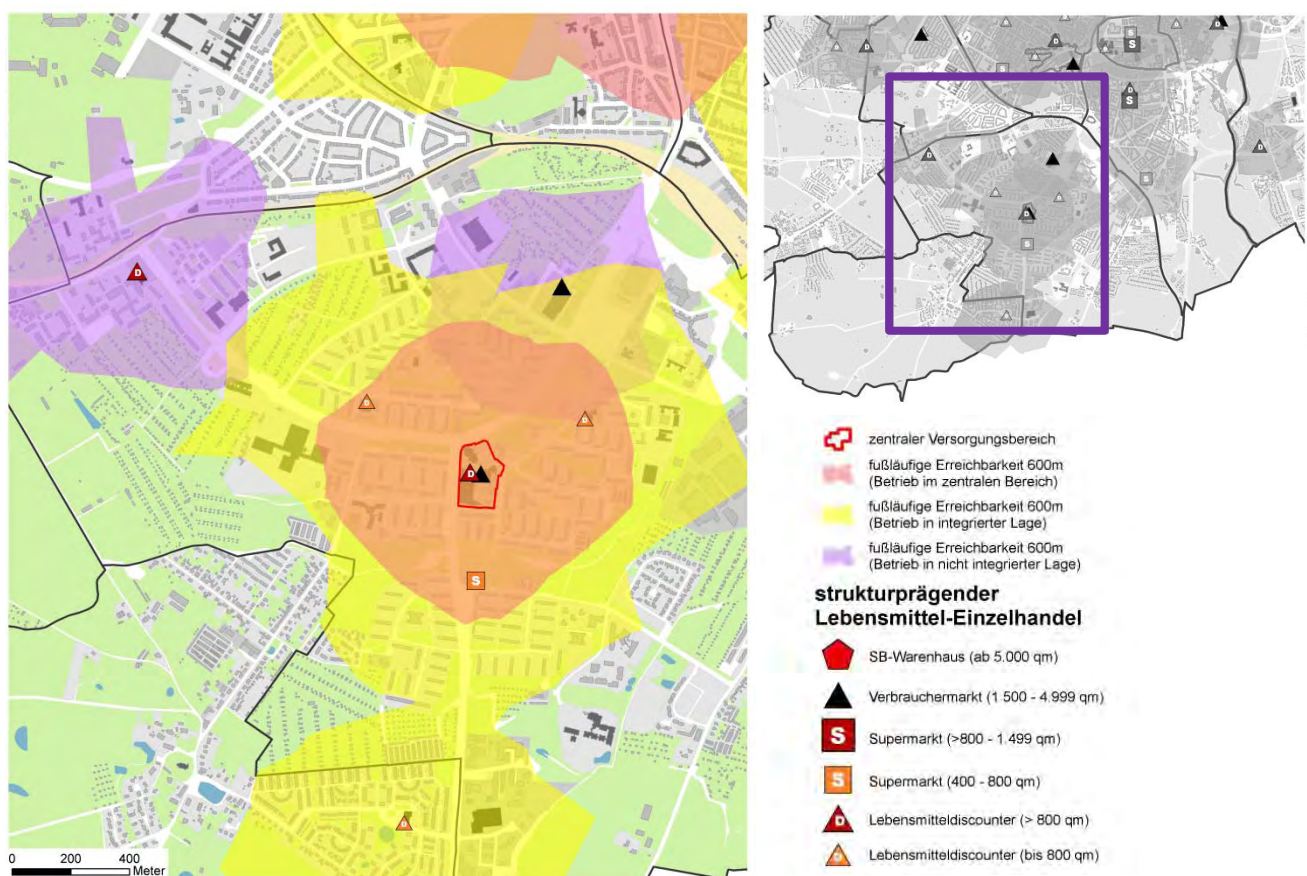 D
D
D
D
S
D
0 200 400
Meter
D
D
D
D
S
S
D
D
S
D
S
D
D
D
D
S
zentraler Versorgungsbereich
fußläufige Erreichbarkeit 600m
(Betrieb im zentralen Bereich)
fußläufige Erreichbarkeit 600m
(Betrieb in integrierter Lage)
fußläufige Erreichbarkeit 600m
(Betrieb in nicht integrierter Lage)
strukturprägender
Lebensmittel-Einzelhandel
SB-Warenhaus (ab 5.000 qm)
Verbrauchermarkt (1 500 - 4.999 qm)
S Supermarkt (>800 - 1.499 qm)
S Supermarkt (400 - 800 qm)
D Lebensmitteldiscounter (> 800 qm)
D Lebensmitteldiscounter (bis 800 qm)